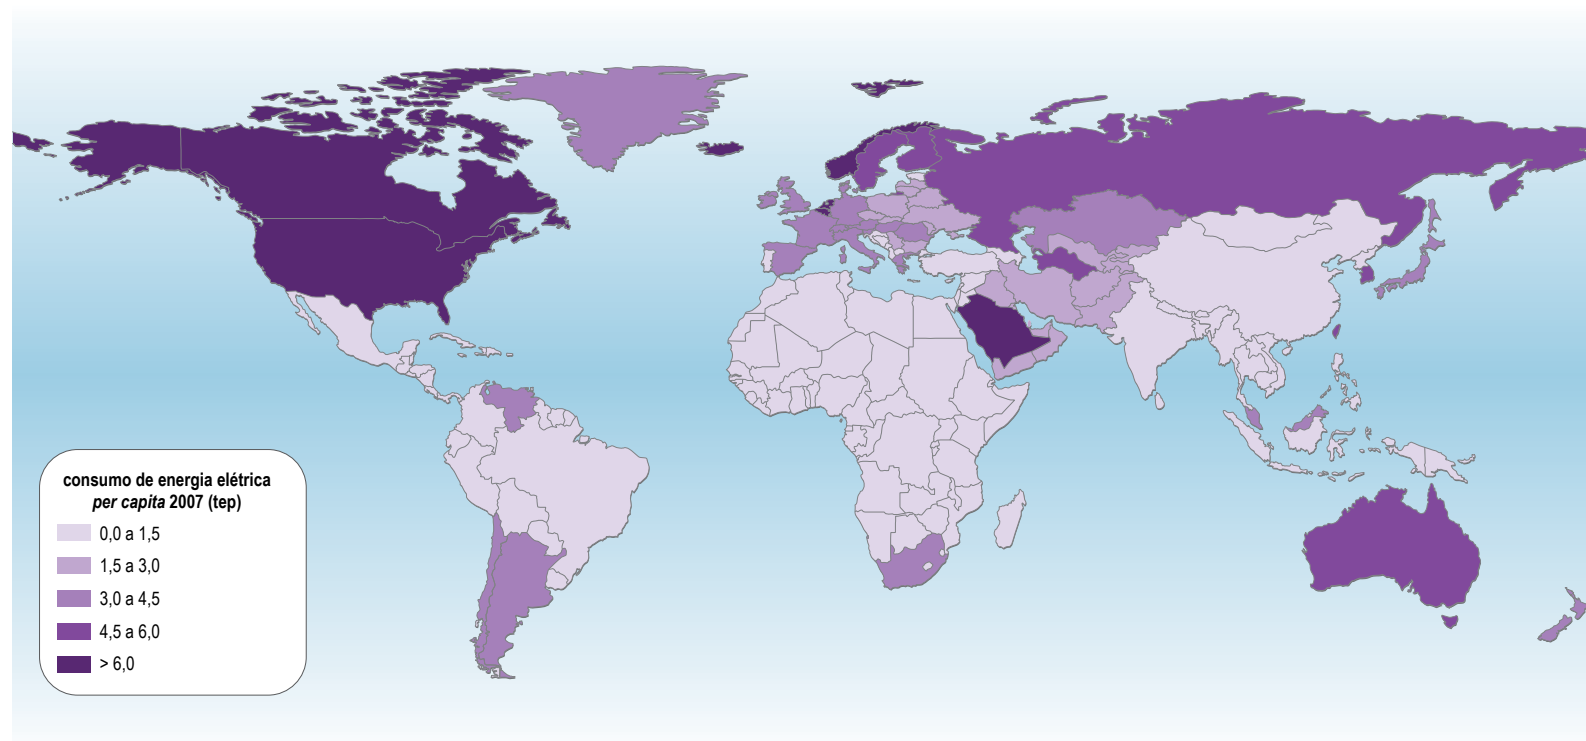 consumo de energia elétrica
per capita 2007 (tep)
0,0 a 1,5
1,5 a 3,0
3,0 a 4,5
4,5 a 6,0
> 6,0